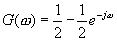 G(ω) = 1/2 − 1/2 e^{−jω}